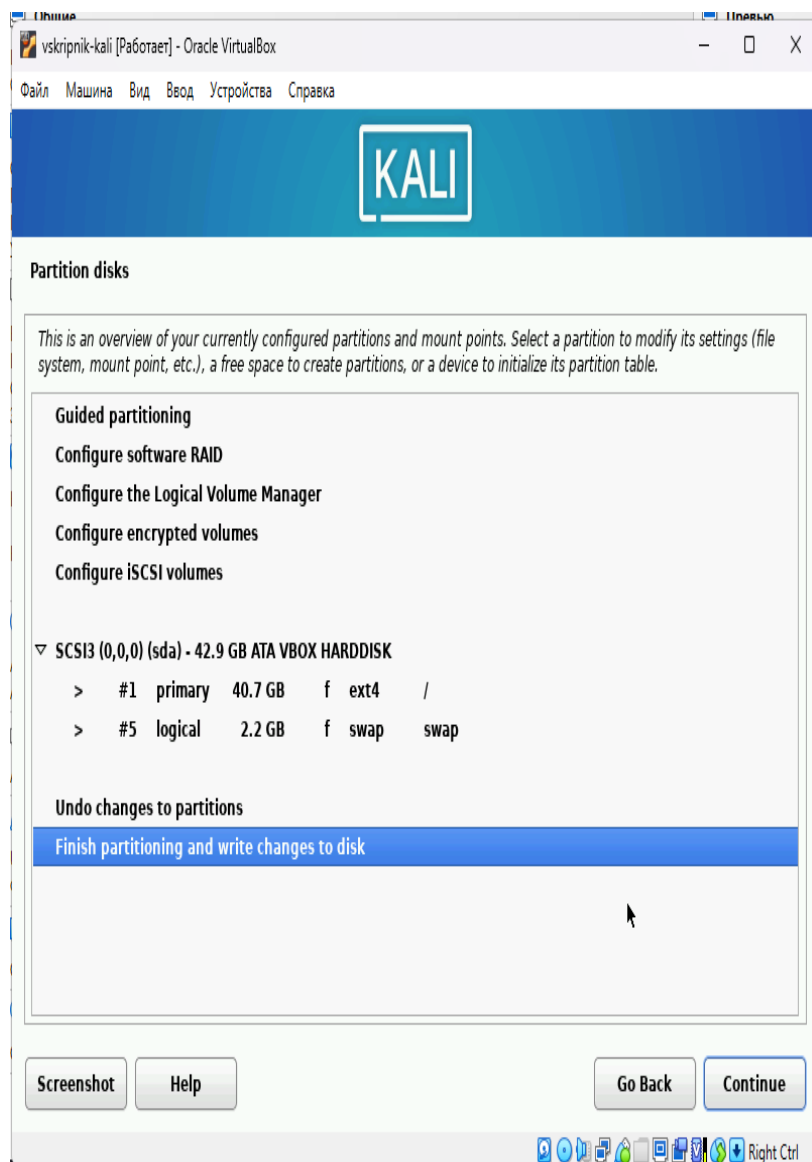 Общие Превью
vskripnik-kali [Работает] - Oracle VirtualBox
Файл Машина Вид Ввод Устройства Справка
KALI
Partition disks
This is an overview of your currently configured partitions and mount points. Select a partition to modify its settings (file
system, mount point, etc.), a free space to create partitions, or a device to initialize its partition table.
Guided partitioning
Configure software RAID
Configure the Logical Volume Manager
Configure encrypted volumes
Configure iSCSI volumes
SCSI3 (0,0,0) (sda) - 42.9 GB ATA VBOX HARDDISK
> #1 primary 40.7 GB f ext4 /
> #5 logical 2.2 GB f swap swap
Undo changes to partitions
Finish partitioning and write changes to disk
Screenshot Help Go Back Continue
Right Ctrl